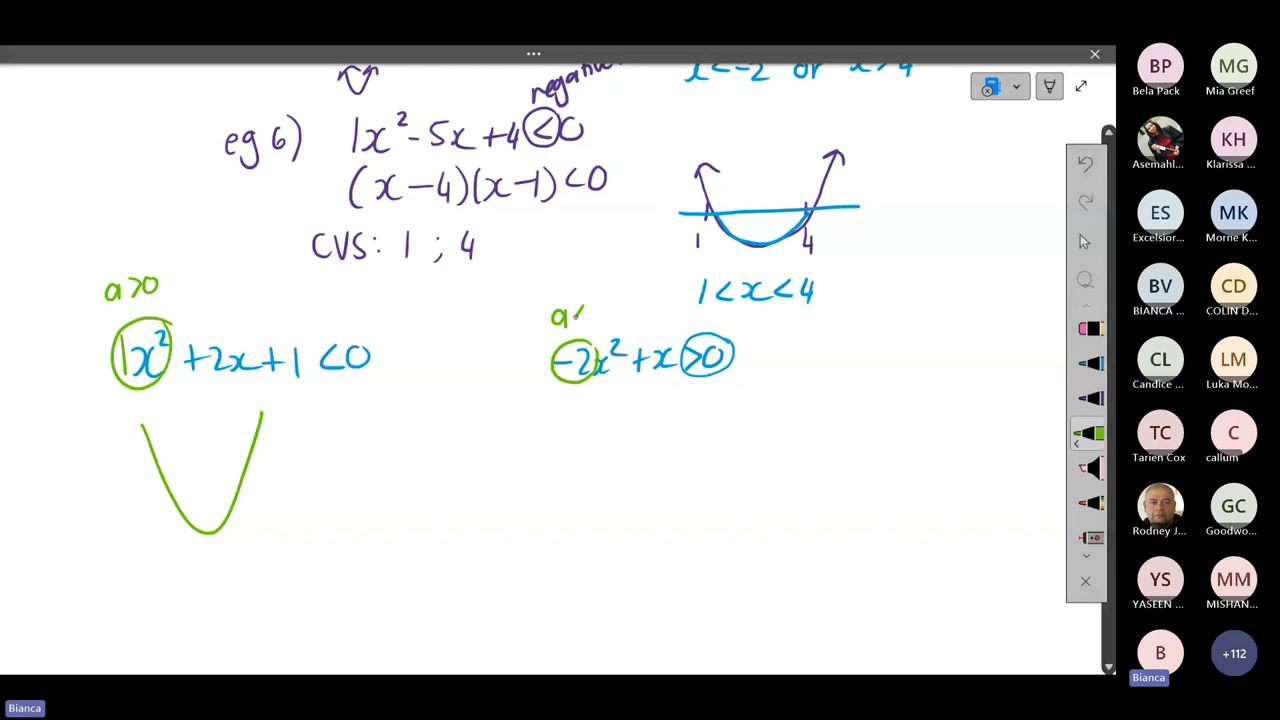 negative
x<-2 or x>4
eg 6) 1x²-5x+4<0
(x-4)(x-1)<0
CVS: 1 ; 4
1 4
1<x<4
a>0
1x²+2x+1<0
a<
-2x²+x>0
BP
Bela Pack
MG
Mia Greef
Asemahl...
KH
Klarissa ...
ES
Excelsior...
MK
Morne K...
BV
BIANCA ...
CD
COLIN D...
CL
Candice ...
LM
Luka Mo...
TC
Tarien Cox
C
callum
Rodney J...
GC
Goodwo...
YS
YASEEN ...
MM
MISHAN...
B
+112
Bianca
Bianca